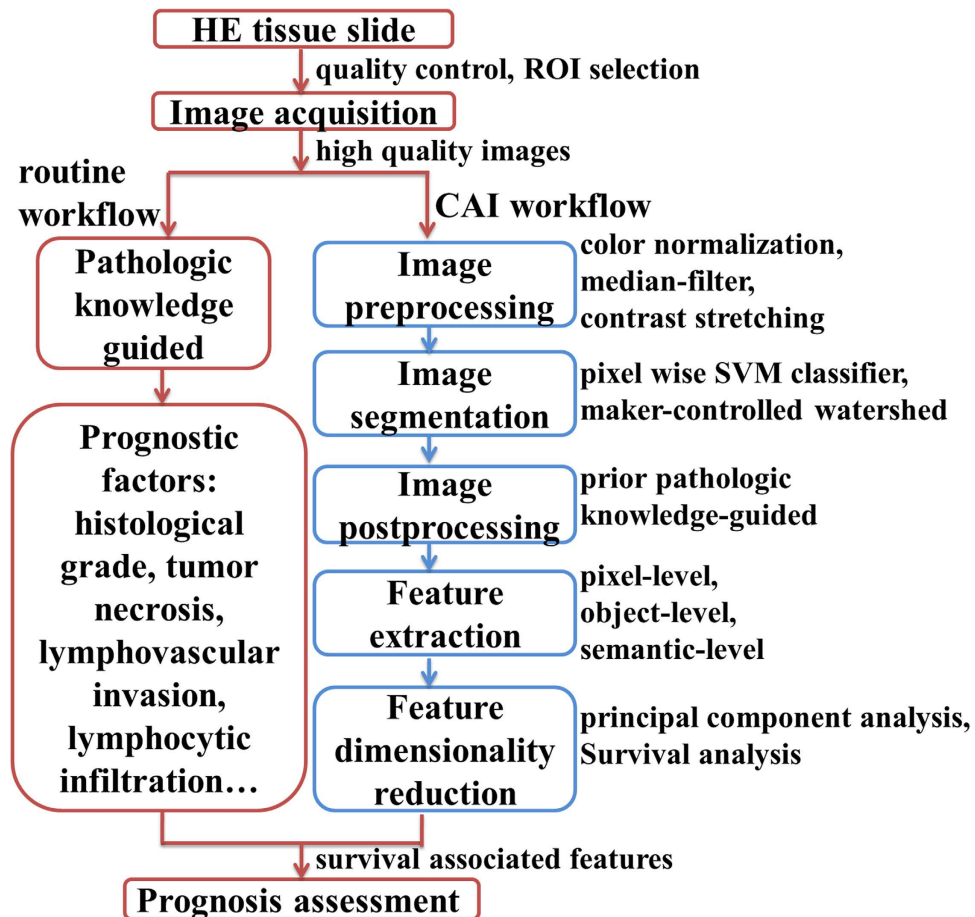 HE tissue slide
quality control, ROI selection
Image acquisition
high quality images
routine
workflow
CAI workflow
Pathologic
knowledge
guided
Prognostic
factors:
histological
grade, tumor
necrosis,
lymphovascular
invasion,
lymphocytic
infiltration…
Image
preprocessing
color normalization,
median-filter,
contrast stretching
Image
segmentation
pixel wise SVM classifier,
maker-controlled watershed
Image
postprocessing
prior pathologic
knowledge-guided
Feature
extraction
pixel-level,
object-level,
semantic-level
Feature
dimensionality
reduction
principal component analysis,
Survival analysis
survival associated features
Prognosis assessment